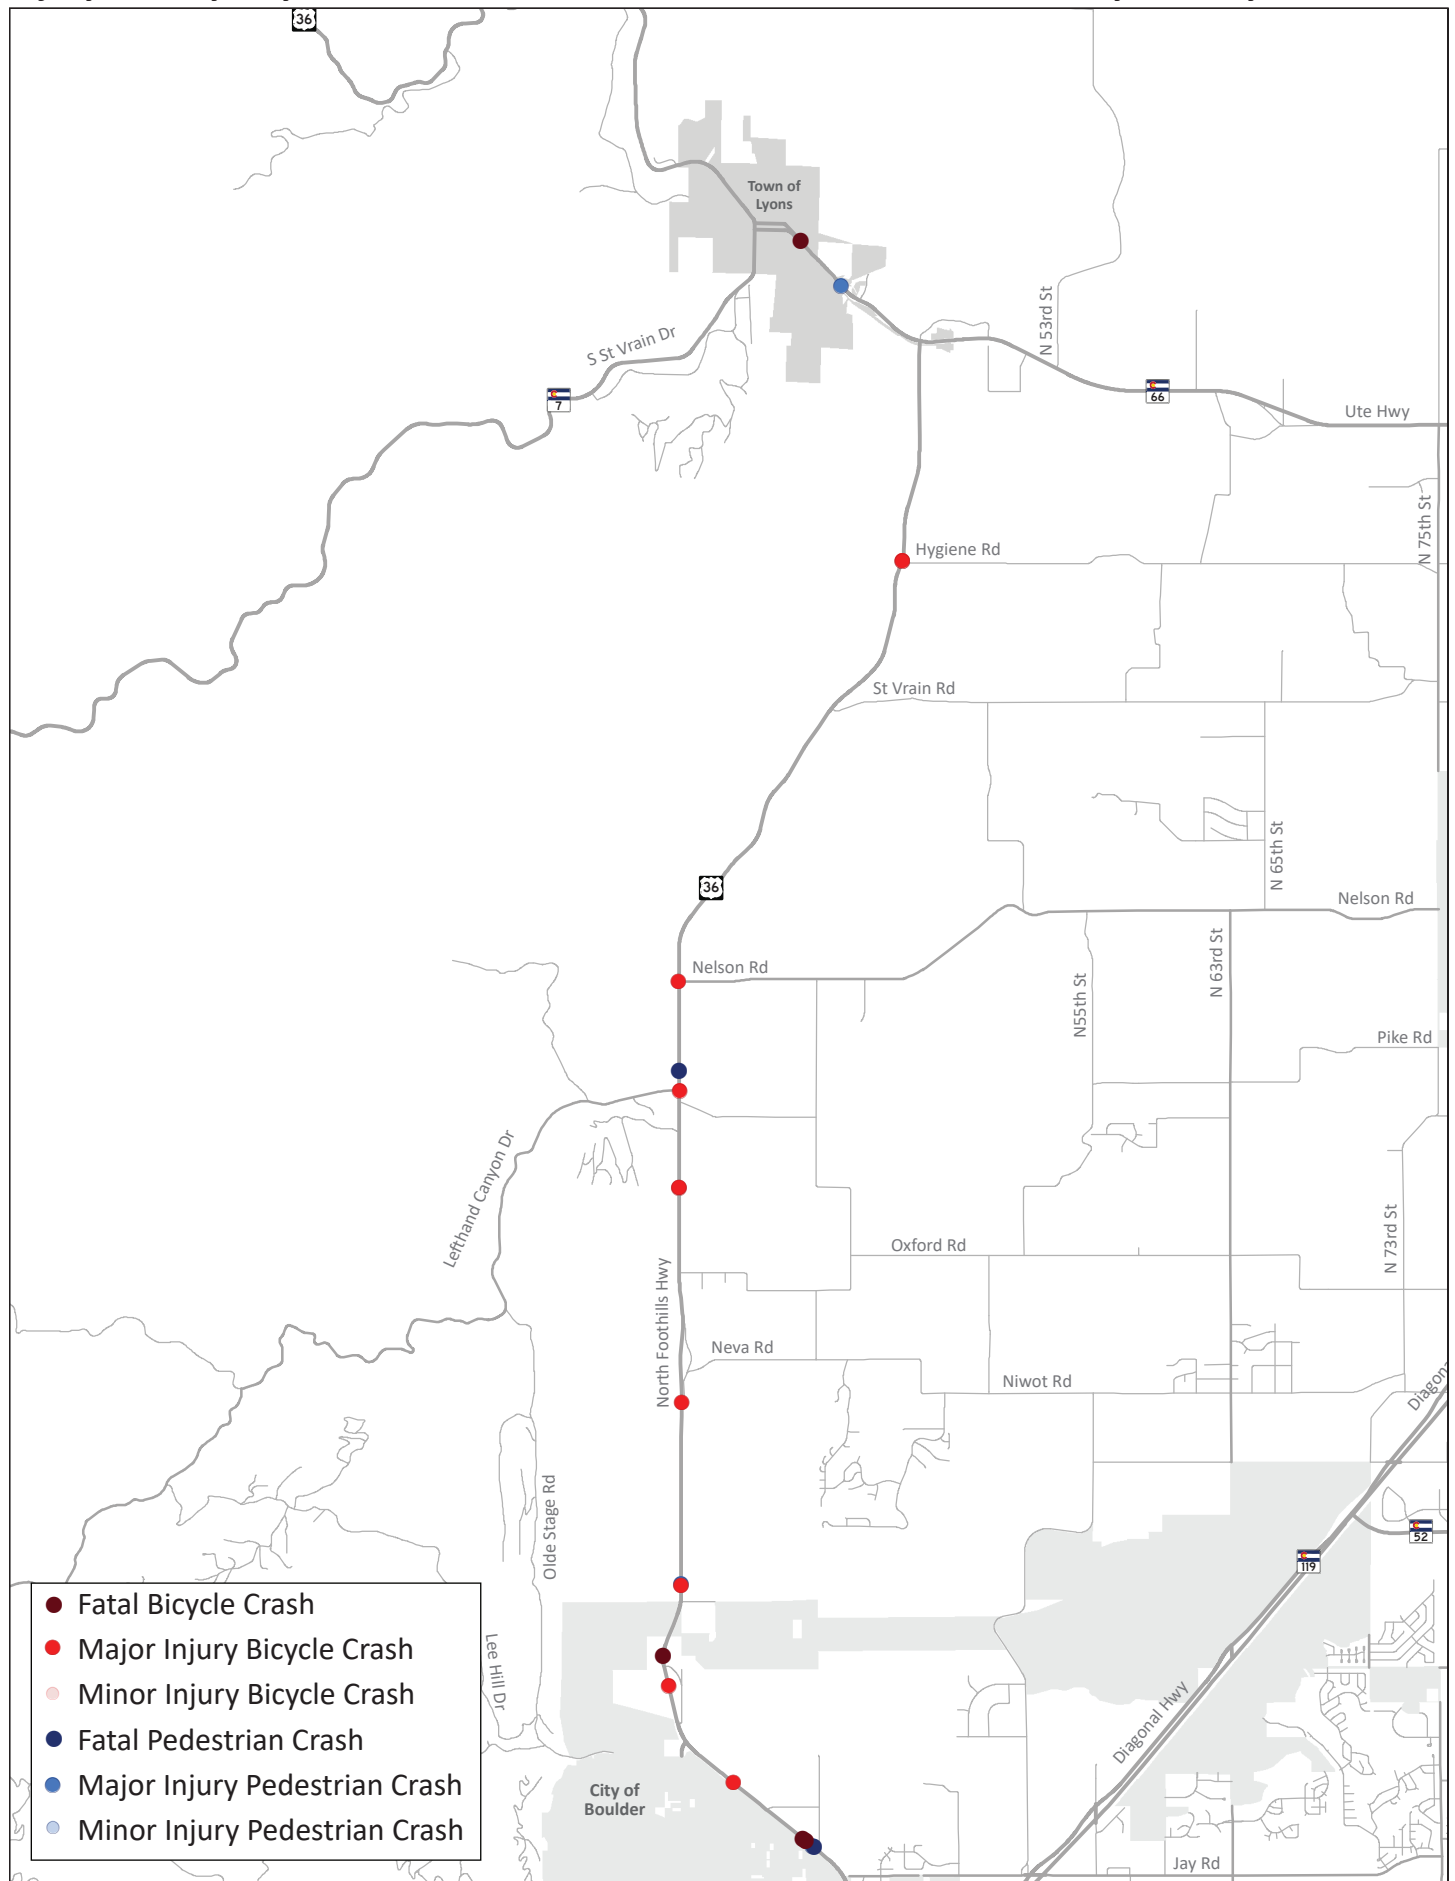 36
Town of
Lyons
N 53rd St
S St Vrain Dr
7
66
Ute Hwy
N 75th St
Hygiene Rd
St Vrain Rd
N 65th St
36
Nelson Rd
N 63rd St
Nelson Rd
N55th St
Pike Rd
Lefthand Canyon Dr
N 73rd St
Oxford Rd
North Foothills Hwy
Neva Rd
Niwot Rd
Diagon
Olde Stage Rd
52
119
Fatal Bicycle Crash
Major Injury Bicycle Crash
Minor Injury Bicycle Crash
Fatal Pedestrian Crash
Major Injury Pedestrian Crash
Minor Injury Pedestrian Crash
Lee Hill Dr
Diagonal Hwy
City of
Boulder
Jay Rd